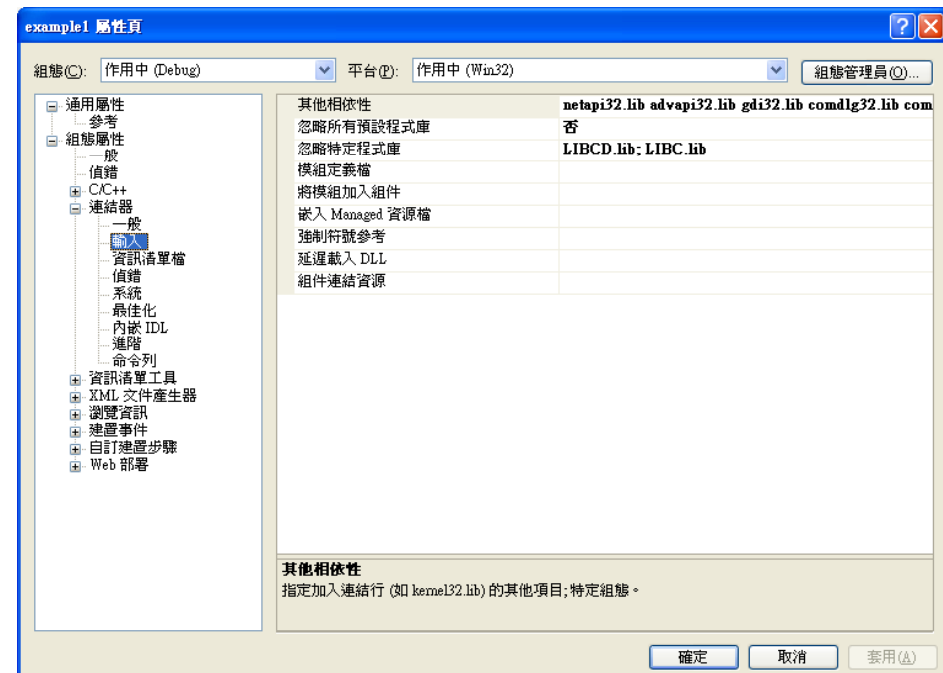 example1 屬性頁
組態(C): 作用中 (Debug) 平台(P): 作用中 (Win32) 組態管理員(O)...
通用屬性
參考
組態屬性
一般
偵錯
C/C++
連結器
一般
輸入
資訊清單檔
偵錯
系統
最佳化
內嵌 IDL
進階
命令列
資訊清單工具
XML 文件產生器
瀏覽資訊
建置事件
自訂建置步驟
Web 部署
其他相依性 netapi32.lib advapi32.lib gdi32.lib comdlg32.lib com
忽略所有預設程式庫 否
忽略特定程式庫 LIBCD.lib; LIBC.lib
模組定義檔
將模組加入組件
嵌入 Managed 資源檔
強制符號參考
延遲載入 DLL
組件連結資源
其他相依性
指定加入連結行 (如 kernel32.lib) 的其他項目;特定組態。
確定 取消 套用(A)